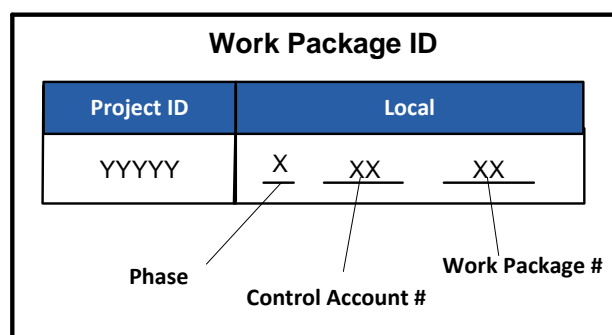 Work Package ID
Project ID Local
YYYYY X XX XX
Phase Control Account # Work Package #